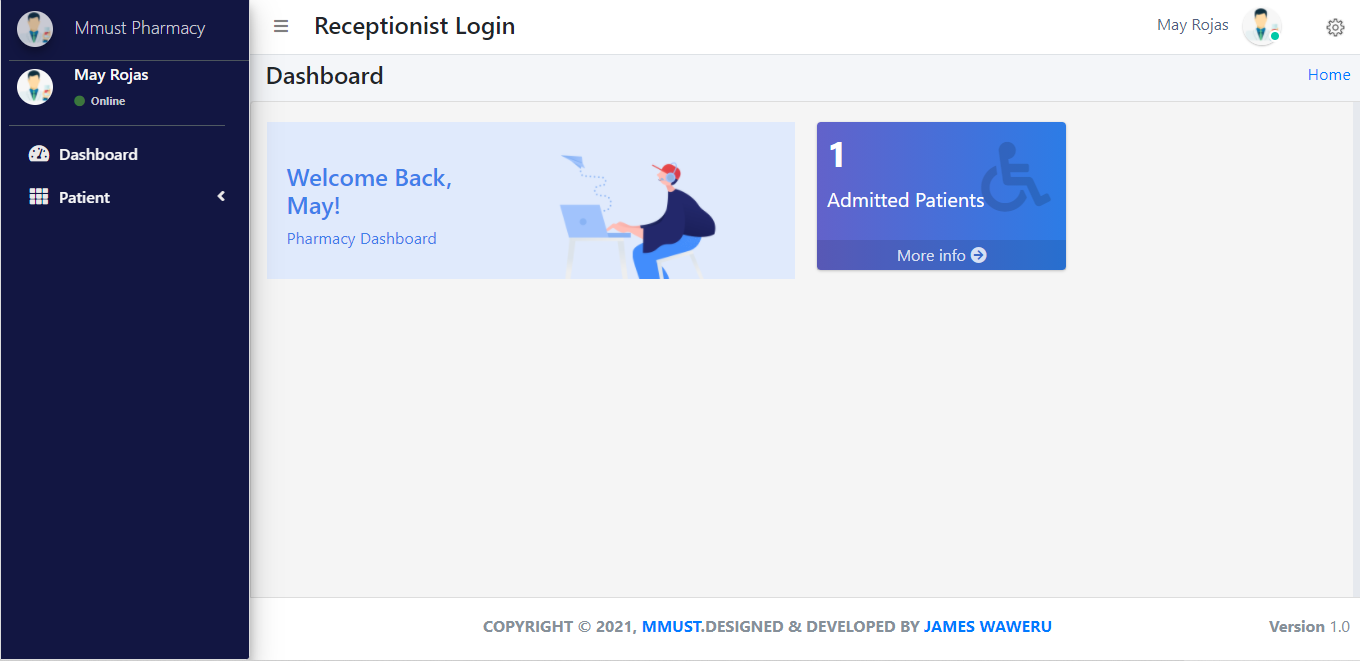 Mmust Pharmacy
May Rojas
Online
Dashboard
Patient
Receptionist Login
May Rojas
Dashboard
Home
Welcome Back,
May!
Pharmacy Dashboard
1
Admitted Patients
More info
COPYRIGHT © 2021, MMUST.DESIGNED & DEVELOPED BY JAMES WAWERU
Version 1.0